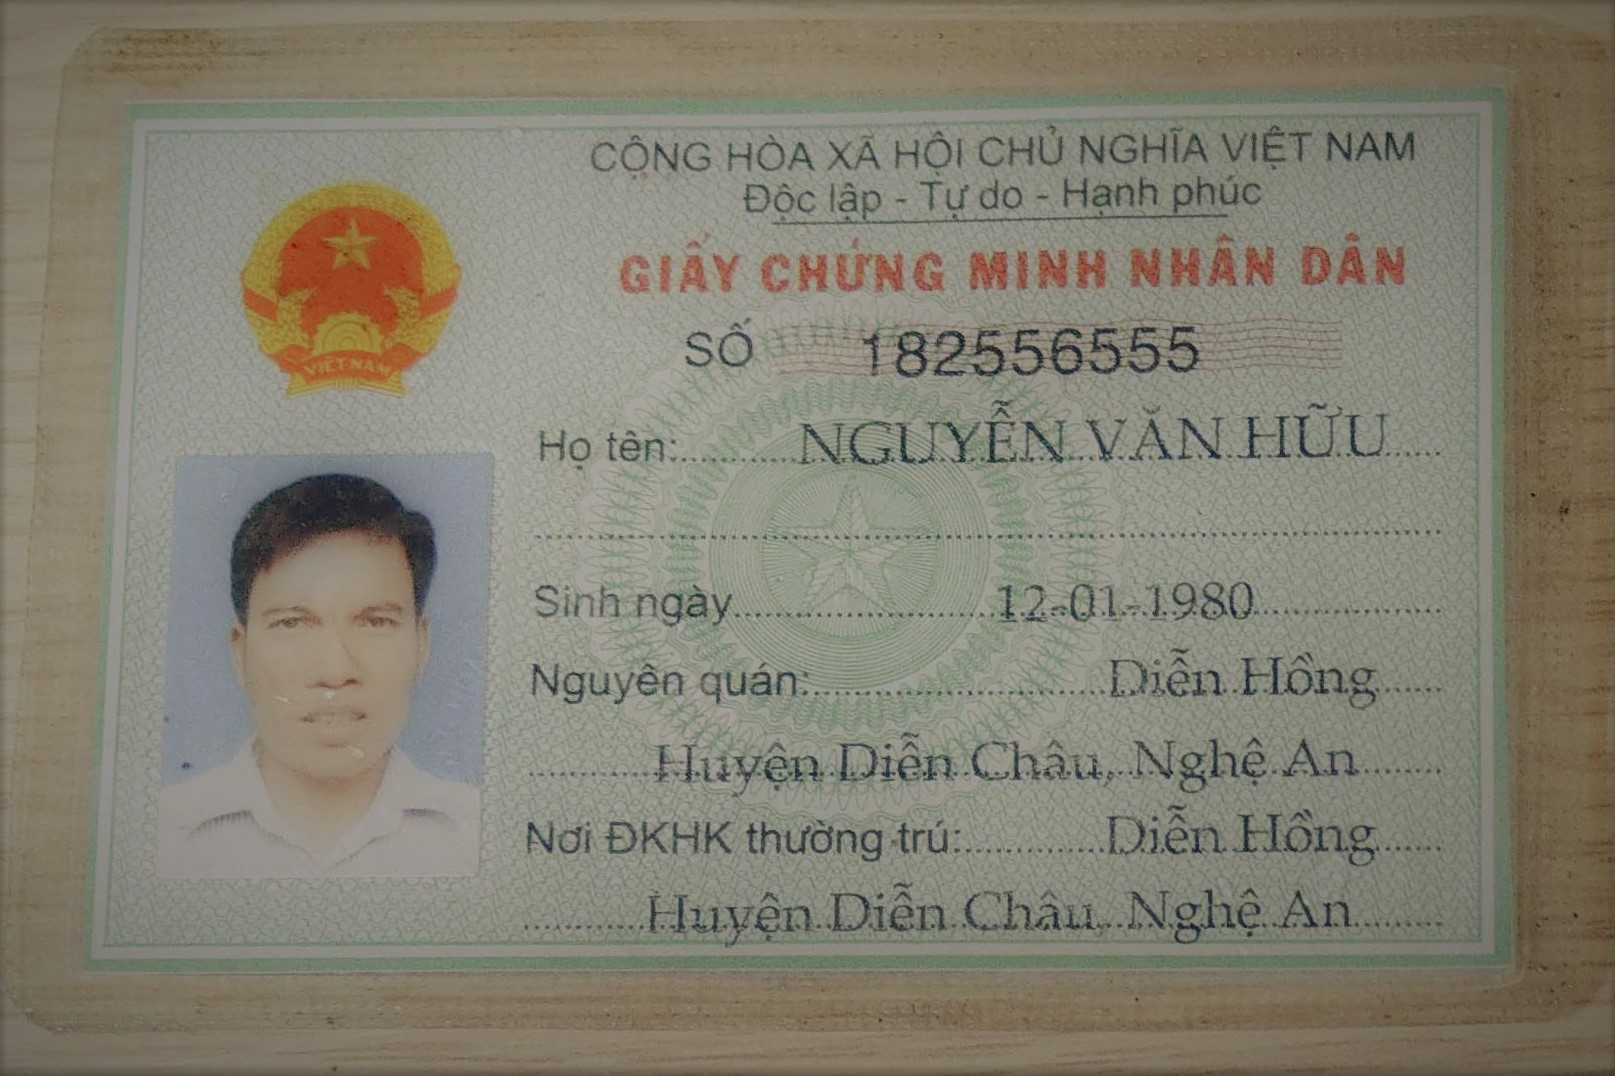 CỘNG HÒA XÃ HỘI CHỦ NGHĨA VIỆT NAM
Độc lập - Tự do - Hạnh phúc
GIẤY CHỨNG MINH NHÂN DÂN
SỐ 182556555
VIỆT NAM
Họ tên: NGUYỄN VĂN HỮU
Sinh ngày 12-01-1980
Nguyên quán: Diễn Hồng
Huyện Diễn Châu, Nghệ An
Nơi ĐKHK thường trú: Diễn Hồng
Huyện Diễn Châu, Nghệ An